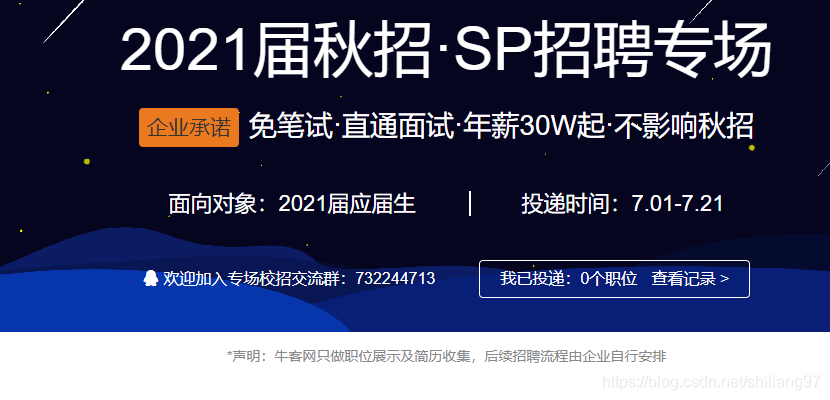 2021届秋招·SP招聘专场
企业承诺 免笔试·直通面试·年薪30W起·不影响秋招
面向对象：2021届应届生 投递时间：7.01-7.21
欢迎加入专场校招交流群：732244713 我已投递：0个职位 查看记录 >
*声明：牛客网只做职位展示及简历收集，后续招聘流程由企业自行安排
https://blog.csdn.net/shiliang97